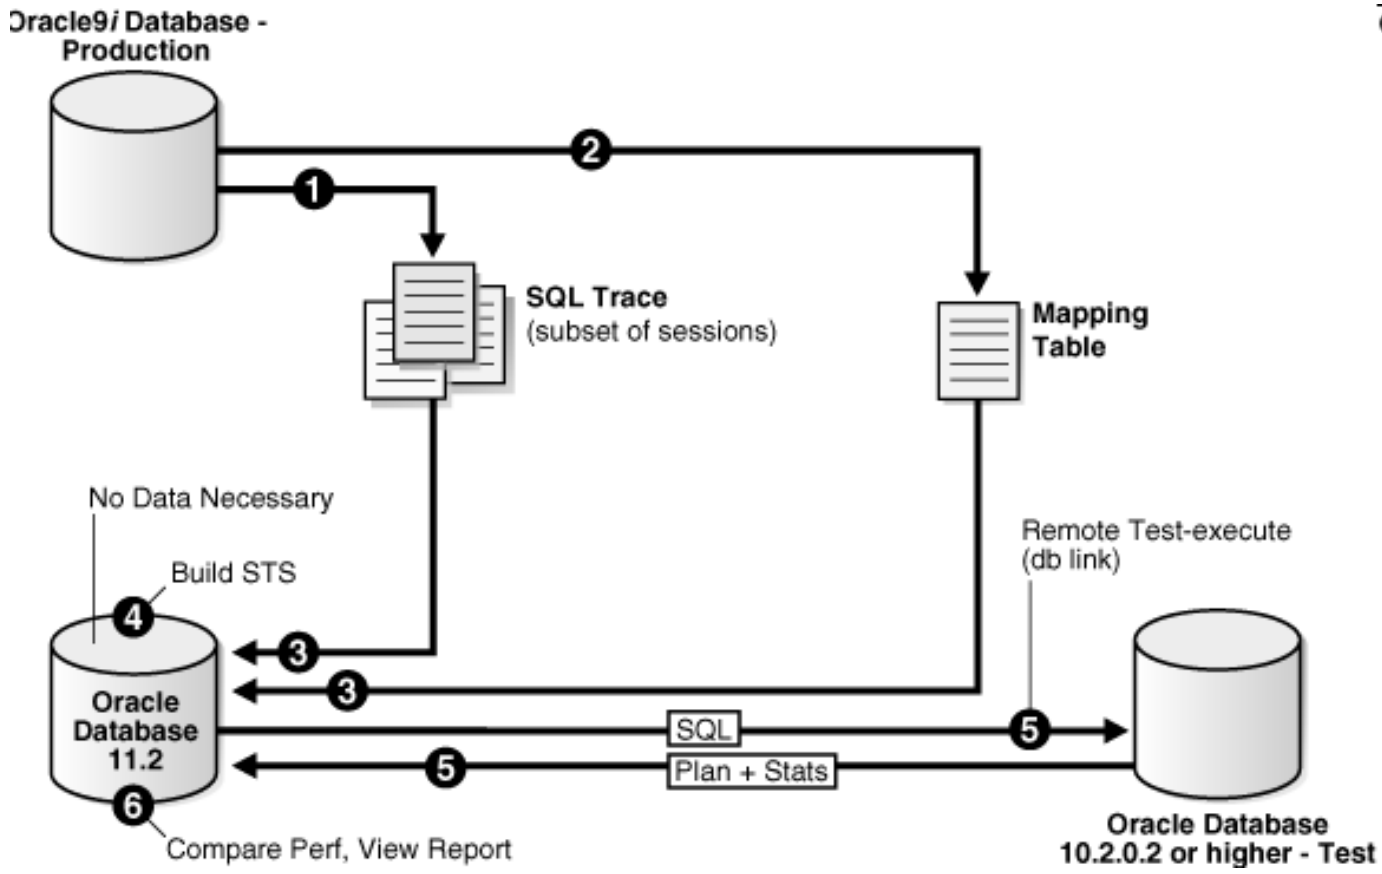 Oracle9i Database -
Production
2
1
SQL Trace
(subset of sessions)
Mapping
Table
No Data Necessary
Build STS
4
Remote Test-execute
(db link)
3
3
Oracle
Database
11.2
SQL
5
5
Plan + Stats
6
Compare Perf, View Report
Oracle Database
10.2.0.2 or higher - Test